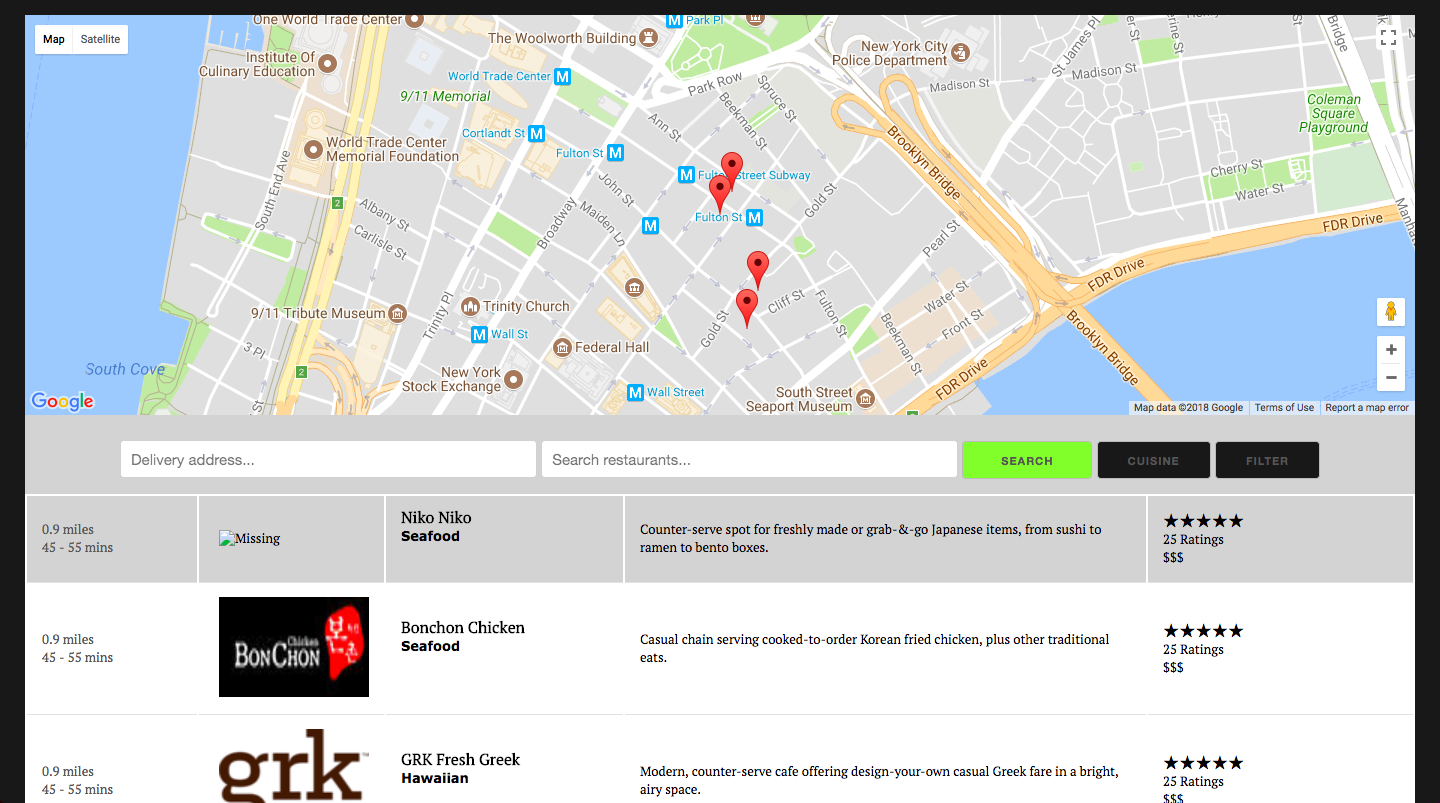 One World Trade Center
Park Pl
The Woolworth Building
Map
Satellite
Institute Of
Culinary Education
World Trade Center
New York City
Police Department
St James Pl
Madison St
Madison St
Park Row
Spruce St
Beekman St
9/11 Memorial
Ann St
Cortlandt St
World Trade Center
Memorial Foundation
Fulton St
Coleman
Square
Playground
Brooklyn Bridge
Cherry St
Water St
South End Ave
John St
Maiden Ln
Broadway
Gold St
Fulton St
2
Albany St
Carlisle St
Pearl St
FDR Drive
FDR Drive
9/11 Tribute Museum
Trinity Pl
Trinity Church
Cliff St
Water St
Front St
Wall St
Federal Hall
Gold St
Fulton St
Beekman St
Brooklyn Bridge
3 Pl
South Cove
2
New York
Stock Exchange
Wall Street
South Street
Seaport Museum
FDR Drive
Google
Map data ©2018 Google
Terms of Use
Report a map error
Delivery address...
Search restaurants...
SEARCH
CUISINE
FILTER
0.9 miles
45 - 55 mins
Missing
Niko Niko
Seafood
Counter-serve spot for freshly made or grab-&-go Japanese items, from sushi to
ramen to bento boxes.
★★★★★
25 Ratings
$$$
0.9 miles
45 - 55 mins
Chicken
BONCHON
본촌
Bonchon Chicken
Seafood
Casual chain serving cooked-to-order Korean fried chicken, plus other traditional
eats.
★★★★★
25 Ratings
$$$
0.9 miles
45 - 55 mins
grk
GRK Fresh Greek
Hawaiian
Modern, counter-serve cafe offering design-your-own casual Greek fare in a bright,
airy space.
★★★★★
25 Ratings
$$$